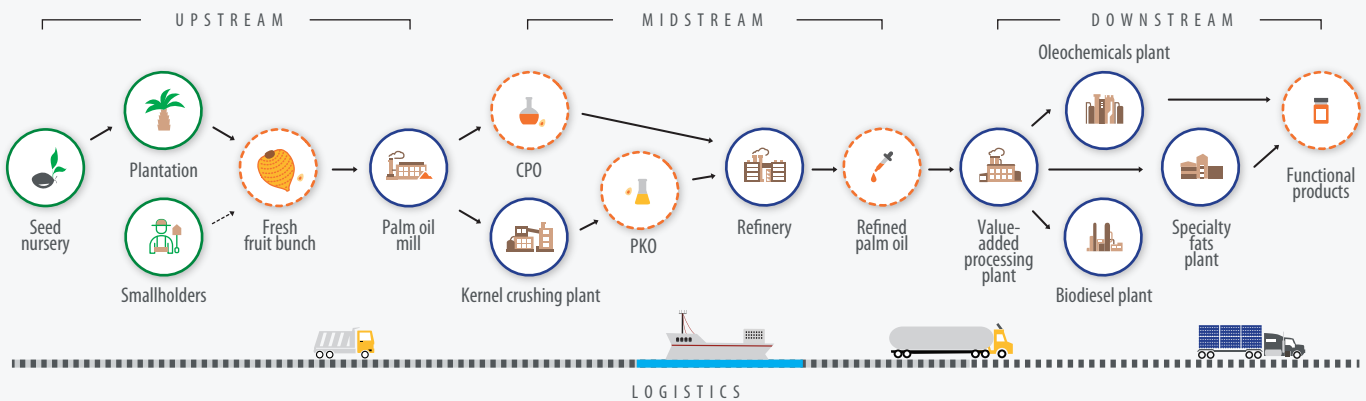 UPSTREAM
MIDSTREAM
DOWNSTREAM
Oleochemicals plant
Plantation
CPO
Functional
products
Seed
nursery
Fresh
fruit bunch
Palm oil
mill
PKO
Refinery
Refined
palm oil
Value-
added
processing
plant
Specialty
fats
plant
Smallholders
Kernel crushing plant
Biodiesel plant
LOGISTICS